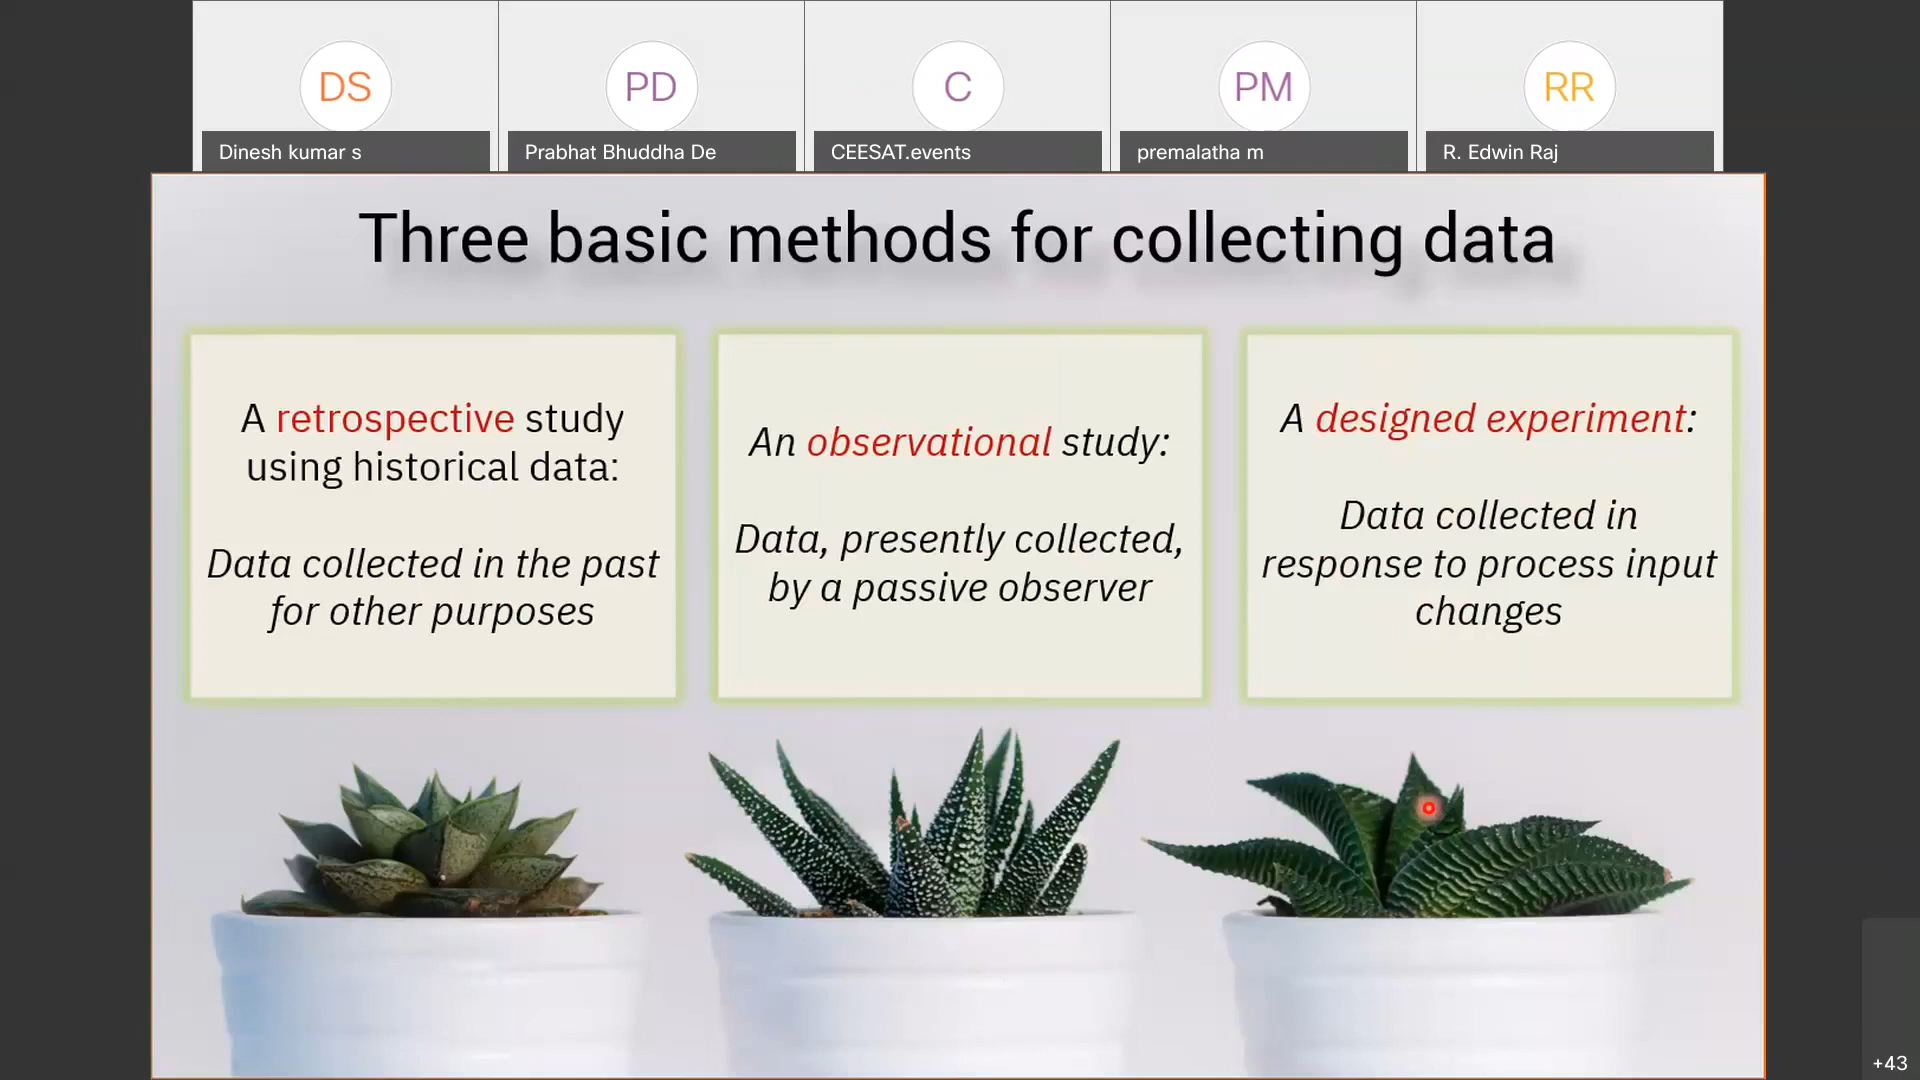 DS
PD
C
PM
RR
Dinesh kumar s
Prabhat Bhuddha De
CEESAT.events
premalatha m
R. Edwin Raj
Three basic methods for collecting data
A retrospective study
using historical data:
Data collected in the past
for other purposes
An observational study:
Data, presently collected,
by a passive observer
A designed experiment:
Data collected in
response to process input
changes
+43